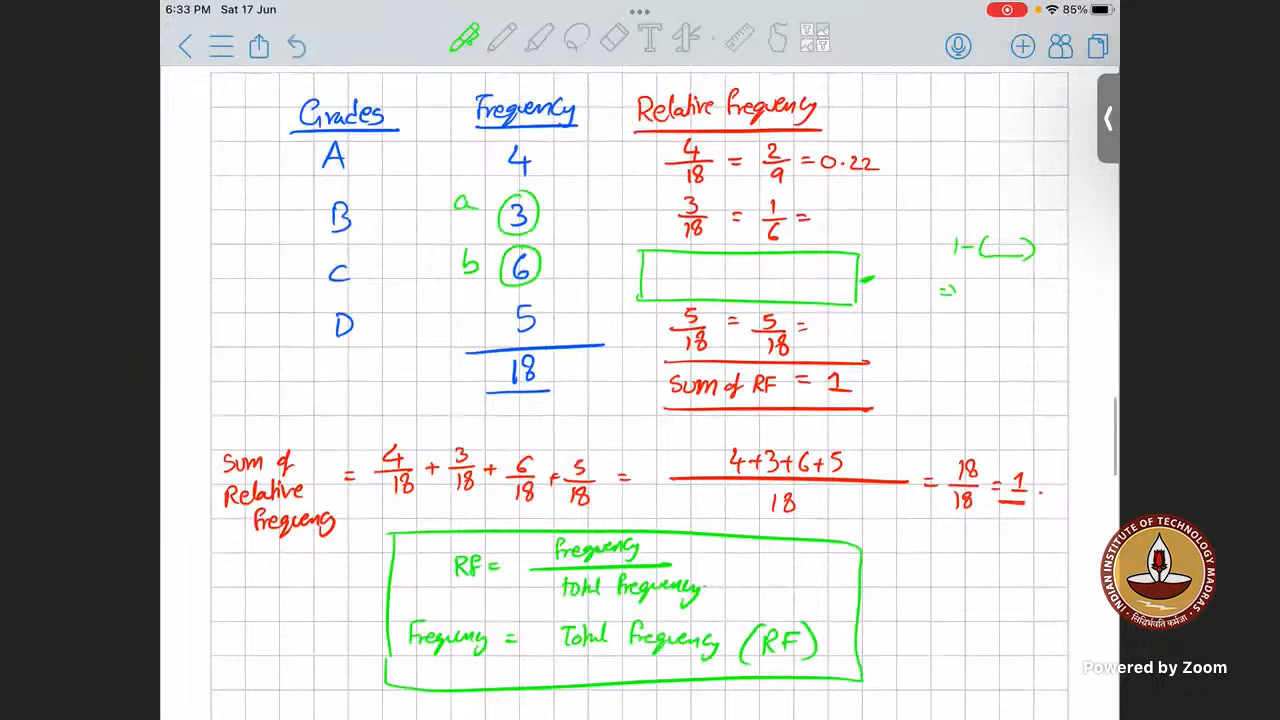 6:33 PM Sat 17 Jun
85%
Grades Frequency Relative frequency
A 4 4/18 = 2/9 = 0.22
B a 3 3/18 = 1/6 =
1-(__)
C b 6
=>
D 5 5/18 = 5/18 =
18 Sum of RF = 1
Sum of Relative frequency = 4/18 + 3/18 + 6/18 + 5/18 = 4+3+6+5/18 = 18/18 = 1.
RF = frequency/total frequency
Frequency = Total frequency (RF)
INDIAN INSTITUTE OF TECHNOLOGY MADRAS
सिद्धिर्भवति कर्मजा
Powered by Zoom